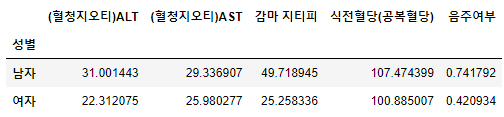 (혈청지오티)ALT (혈청지오티)AST 감마 지티피 식전혈당(공복혈당) 음주여부
성별
남자 31.001443 29.336907 49.718945 107.474399 0.741792
여자 22.312075 25.980277 25.258336 100.885007 0.420934